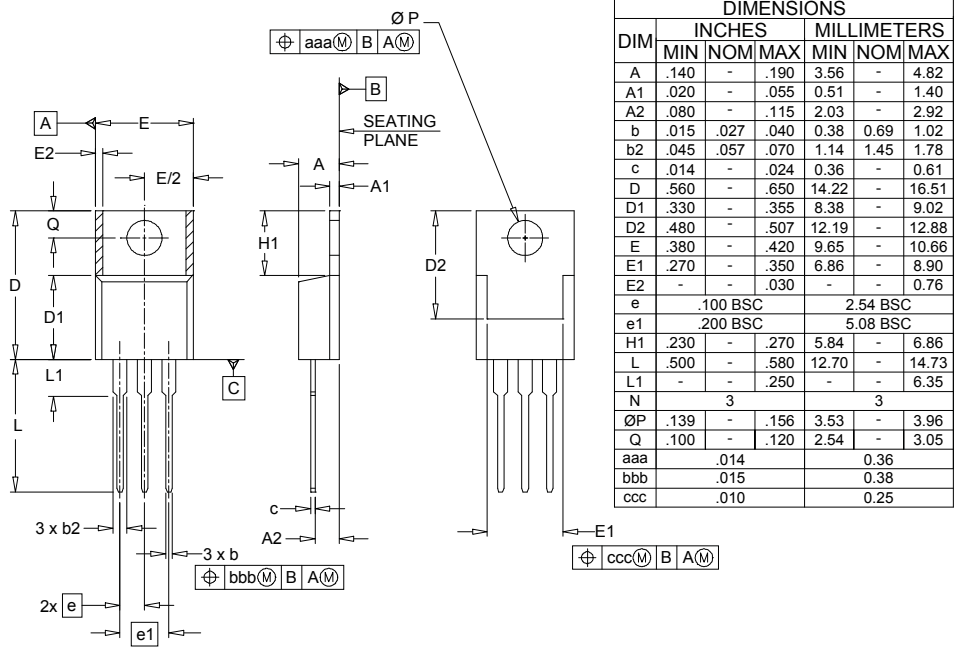 Ø P
⌖ aaaⓂ B AⓂ
B
SEATING
PLANE
A
E
E2
E/2
A
A1
Q
H1
D2
D
D1
L1
C
L
c
A2
E1
3 x b2
3 x b
⌖ bbbⓂ B AⓂ
⌖ cccⓂ B AⓂ
2x e
e1
DIMENSIONS
DIM INCHES MILLIMETERS
MIN NOM MAX MIN NOM MAX
A .140 - .190 3.56 - 4.82
A1 .020 - .055 0.51 - 1.40
A2 .080 - .115 2.03 - 2.92
b .015 .027 .040 0.38 0.69 1.02
b2 .045 .057 .070 1.14 1.45 1.78
c .014 - .024 0.36 - 0.61
D .560 - .650 14.22 - 16.51
D1 .330 - .355 8.38 - 9.02
D2 .480 - .507 12.19 - 12.88
E .380 - .420 9.65 - 10.66
E1 .270 - .350 6.86 - 8.90
E2 - - .030 - - 0.76
e .100 BSC 2.54 BSC
e1 .200 BSC 5.08 BSC
H1 .230 - .270 5.84 - 6.86
L .500 - .580 12.70 - 14.73
L1 - - .250 - - 6.35
N 3 3
ØP .139 - .156 3.53 - 3.96
Q .100 - .120 2.54 - 3.05
aaa .014 0.36
bbb .015 0.38
ccc .010 0.25